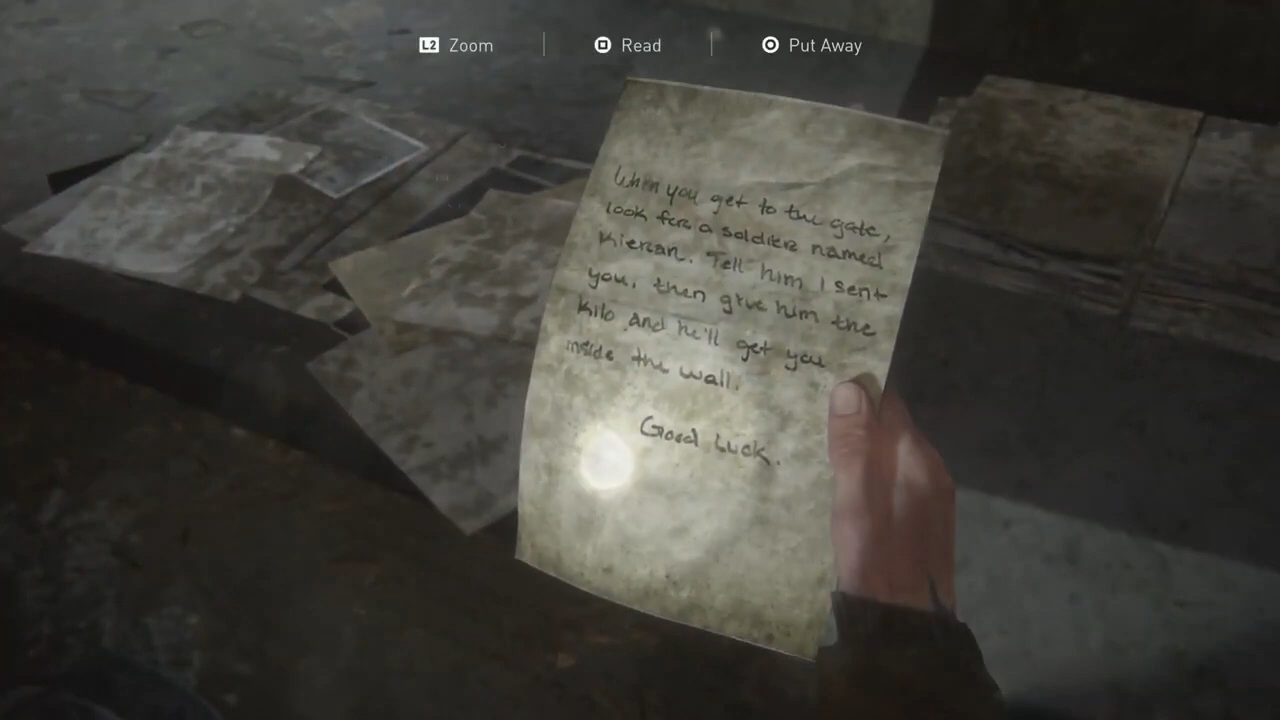 L2 Zoom Read Put Away
When you get to the gate,
look for a soldier named
Kieran. Tell him I sent
you, then give him the
kilo and he'll get you
inside the wall.
Good Luck.